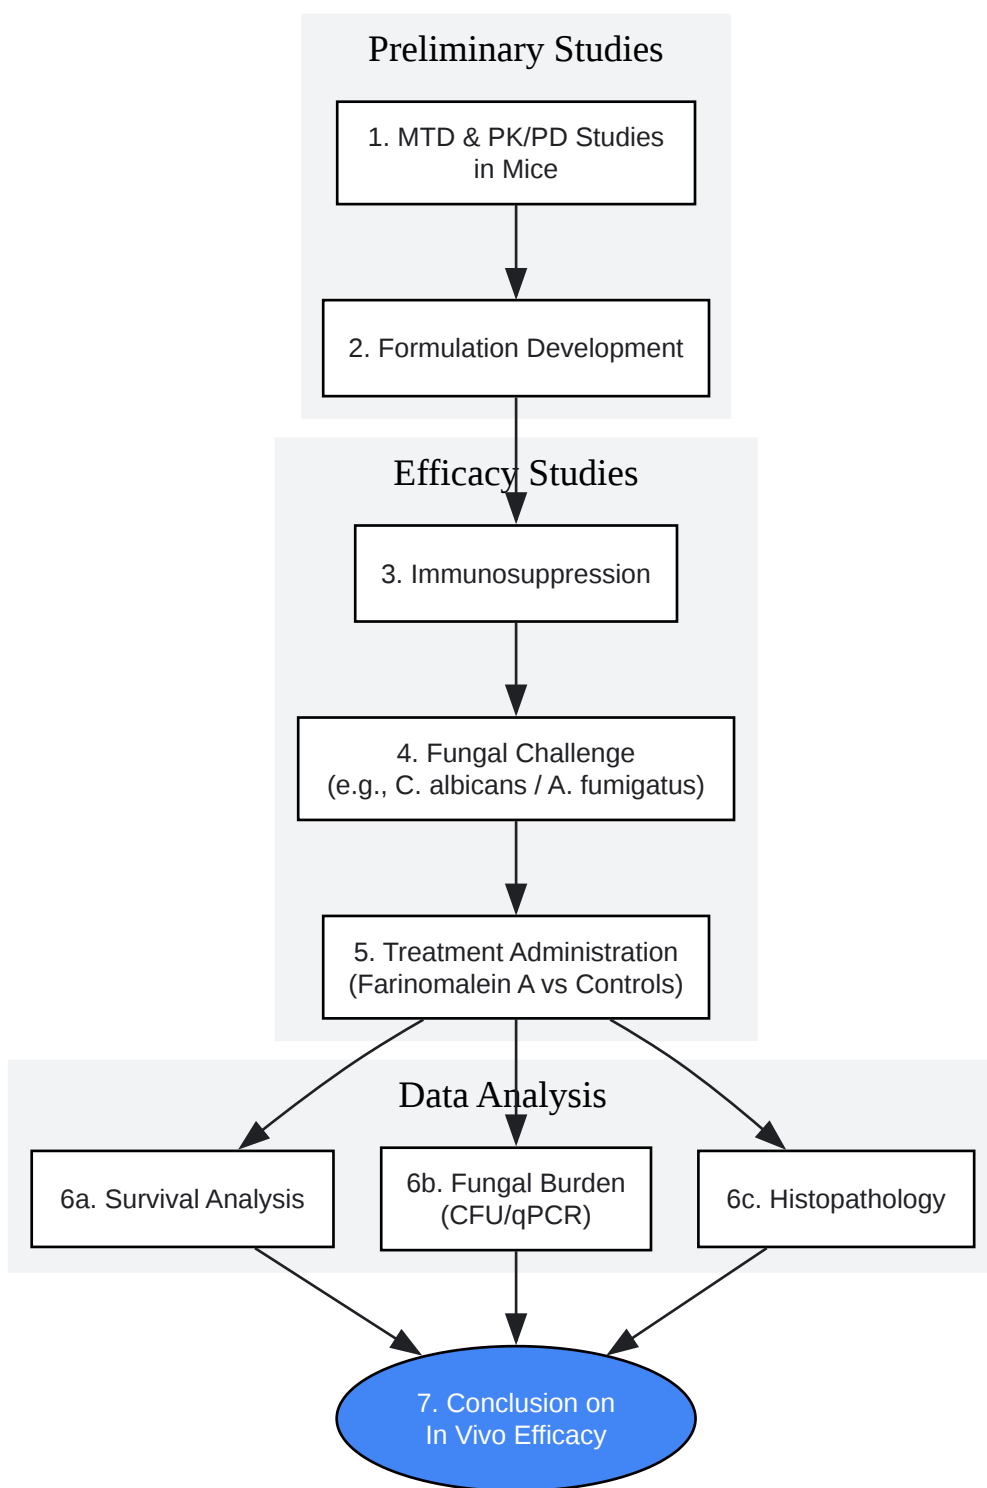 Preliminary Studies
1. MTD & PK/PD Studies
in Mice
2. Formulation Development
Efficacy Studies
3. Immunosuppression
4. Fungal Challenge
(e.g., C. albicans / A. fumigatus)
5. Treatment Administration
(Farinomalein A vs Controls)
Data Analysis
6a. Survival Analysis
6b. Fungal Burden
(CFU/qPCR)
6c. Histopathology
7. Conclusion on
In Vivo Efficacy